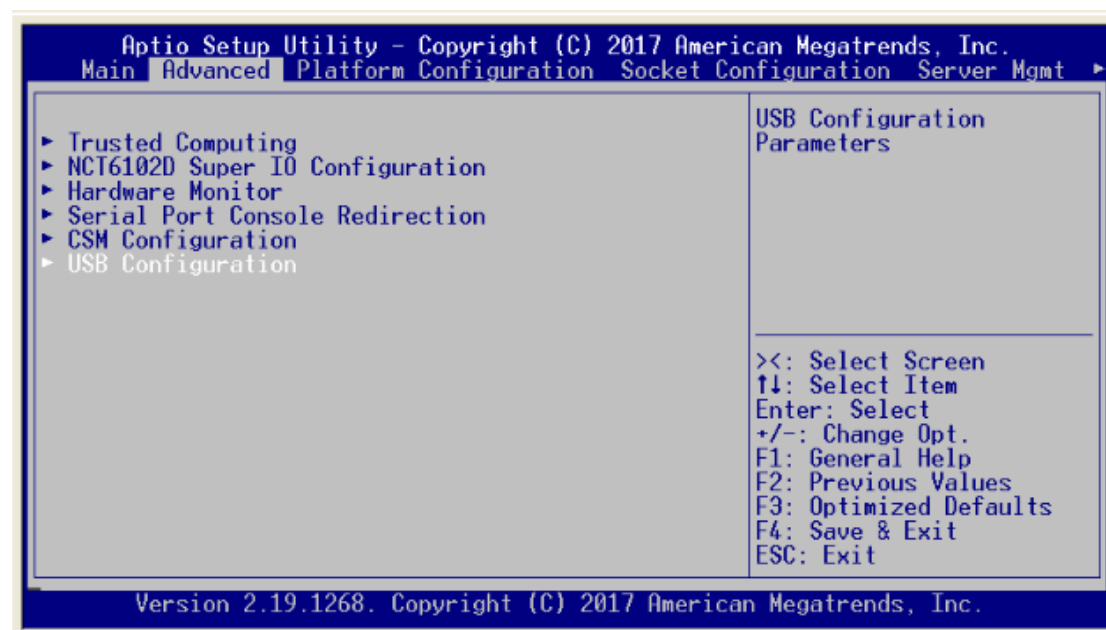 Aptio Setup Utility - Copyright (C) 2017 American Megatrends, Inc.
Main Advanced Platform Configuration Socket Configuration Server Mgmt ►
► Trusted Computing
► NCT6102D Super IO Configuration
► Hardware Monitor
► Serial Port Console Redirection
► CSM Configuration
► USB Configuration
USB Configuration
Parameters
><: Select Screen
↑↓: Select Item
Enter: Select
+/-: Change Opt.
F1: General Help
F2: Previous Values
F3: Optimized Defaults
F4: Save & Exit
ESC: Exit
Version 2.19.1268. Copyright (C) 2017 American Megatrends, Inc.